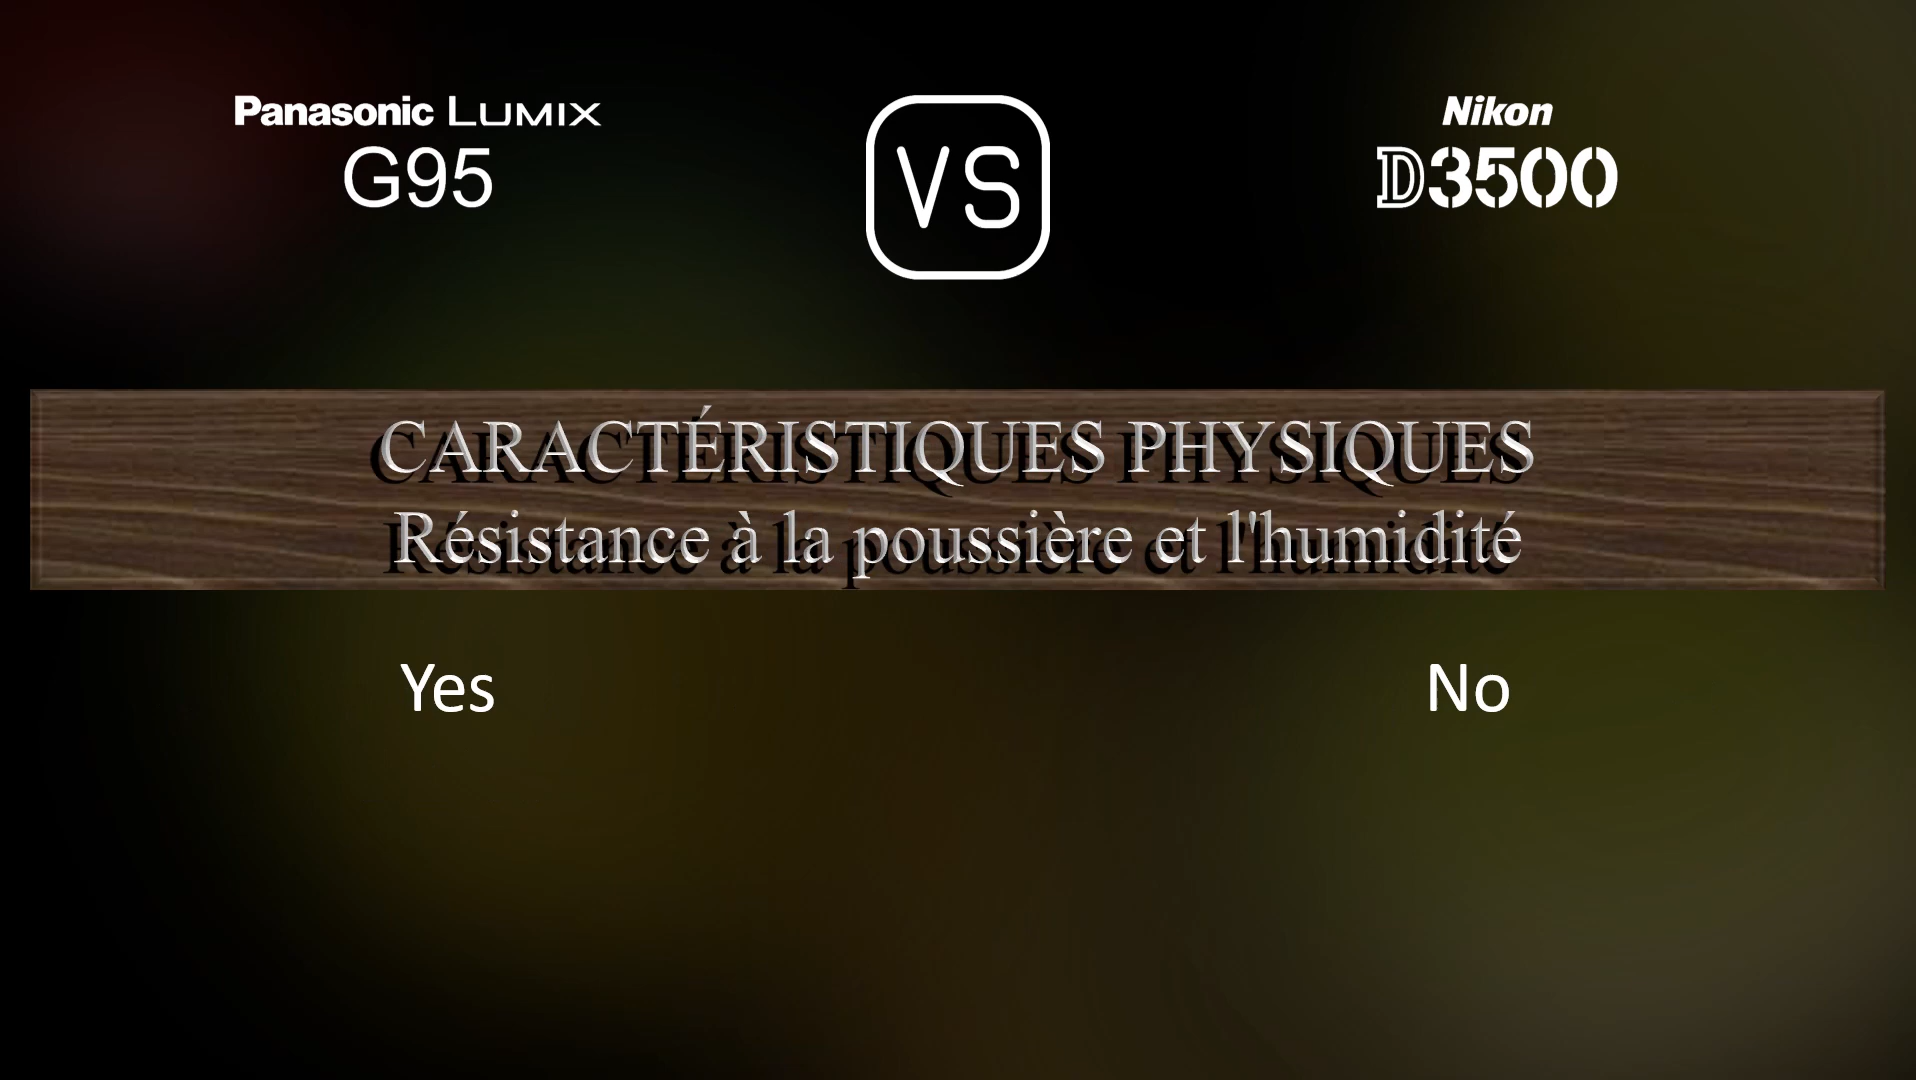 Panasonic LUMIX
G95
VS
Nikon
D3500
CARACTÉRISTIQUES PHYSIQUES
Résistance à la poussière et l'humidité
Yes
No